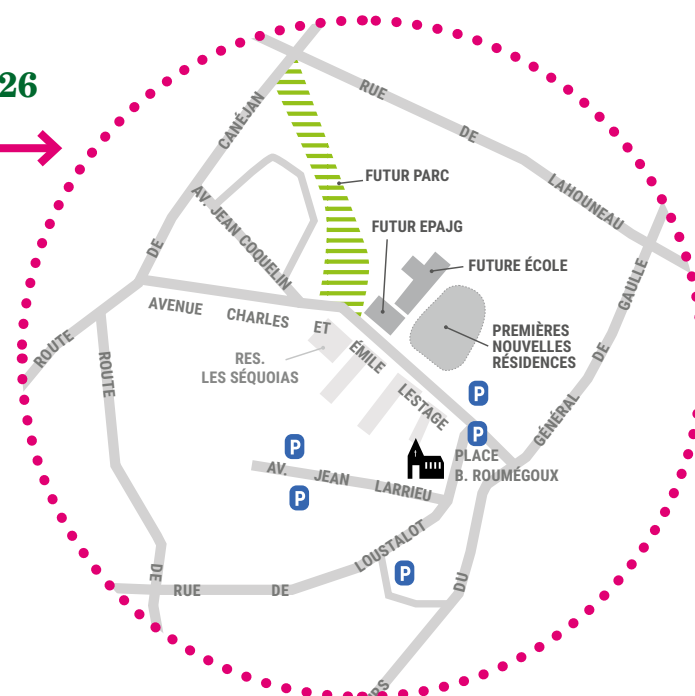 26
RUE DE LAHOUNEAU
CANÉJAN
DE
ROUTE
FUTUR PARC
AV. JEAN COQUELIN
FUTUR EPAJG
FUTURE ÉCOLE
GAULLE
DE
GÉNÉRAL
DU
AVENUE CHARLES ET ÉMILE LESTAGE
PREMIÈRES
NOUVELLES
RÉSIDENCES
RES.
LES SÉQUOIAS
ROUTE
DE
P
P
PLACE
B. ROUMÉGOUX
P
AV. JEAN LARRIEU
P
P
RUE DE LOUSTALOT
RS